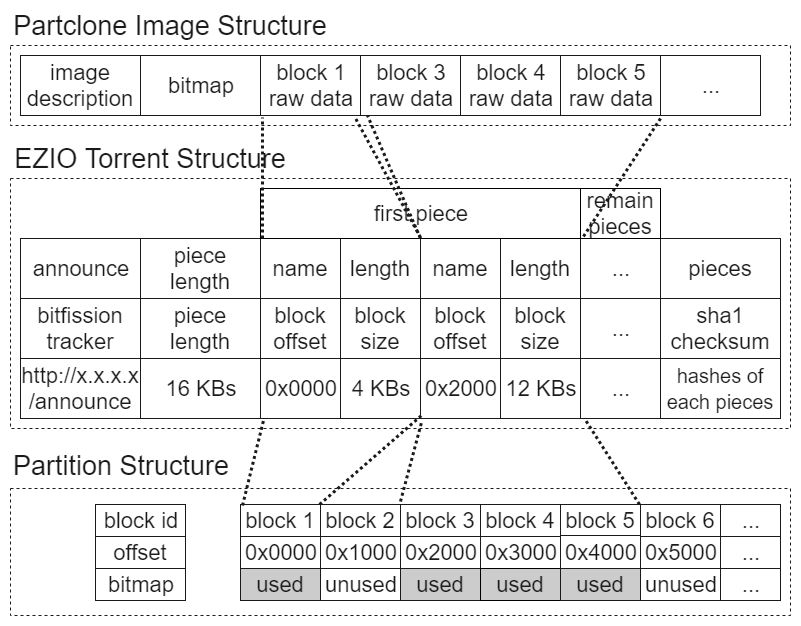 Partclone Image Structure
image description bitmap block 1 raw data block 3 raw data block 4 raw data block 5 raw data ...
EZIO Torrent Structure
first piece remain pieces
announce piece length name length name length ... pieces
bitfission tracker piece length block offset block size block offset block size ... sha1 checksum
http://x.x.x.x/announce 16 KBs 0x0000 4 KBs 0x2000 12 KBs ... hashes of each pieces
Partition Structure
block id block 1 block 2 block 3 block 4 block 5 block 6 ...
offset 0x0000 0x1000 0x2000 0x3000 0x4000 0x5000 ...
bitmap used unused used used used unused ...